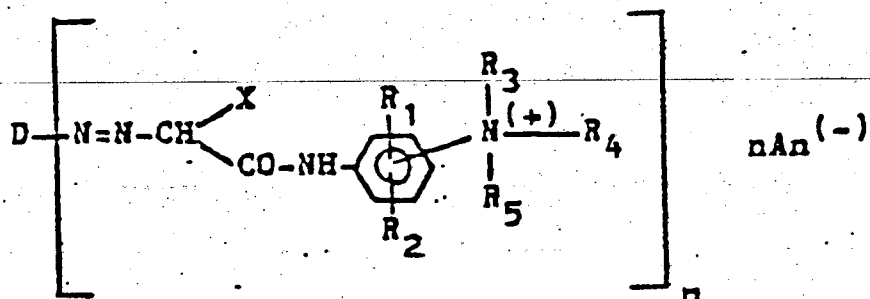 R3
X R1
D N=N-CH N(+) R4 nAn(-)
CO-NH
R5
R2
n